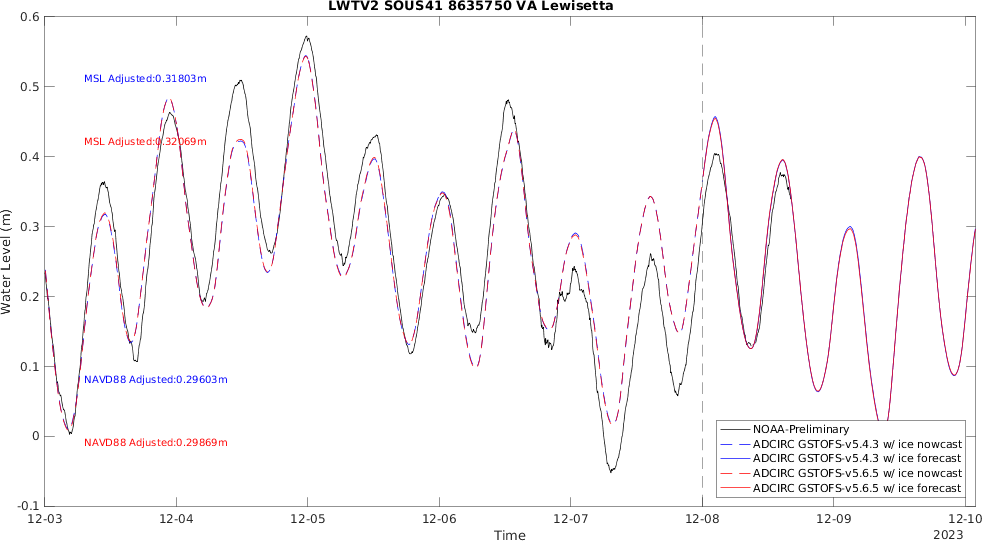 LWTV2 SOUS41 8635750 VA Lewisetta
0.6
0.5
0.4
0.3
0.2
0.1
0
-0.1
Water Level (m)
MSL Adjusted:0.31803m
MSL Adjusted:0.32069m
NAVD88 Adjusted:0.29603m
NAVD88 Adjusted:0.29869m
NOAA-Preliminary
ADCIRC GSTOFS-v5.4.3 w/ ice nowcast
ADCIRC GSTOFS-v5.4.3 w/ ice forecast
ADCIRC GSTOFS-v5.6.5 w/ ice nowcast
ADCIRC GSTOFS-v5.6.5 w/ ice forecast
12-03 12-04 12-05 12-06 12-07 12-08 12-09 12-10
Time
2023